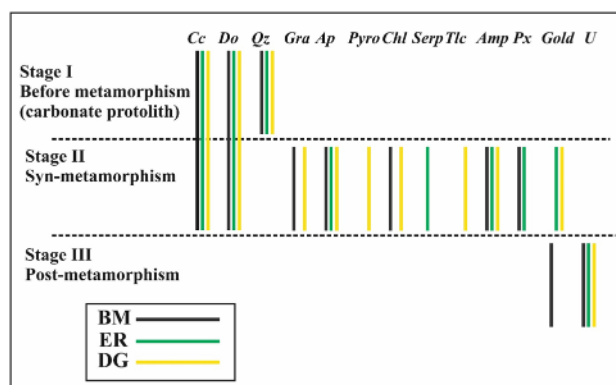 Cc Do Qz Gra Ap Pyro Chl Serp Tlc Amp Px Gold U
Stage I
Before metamorphism
(carbonate protolith)
Stage II
Syn-metamorphism
Stage III
Post-metamorphism
BM
ER
DG